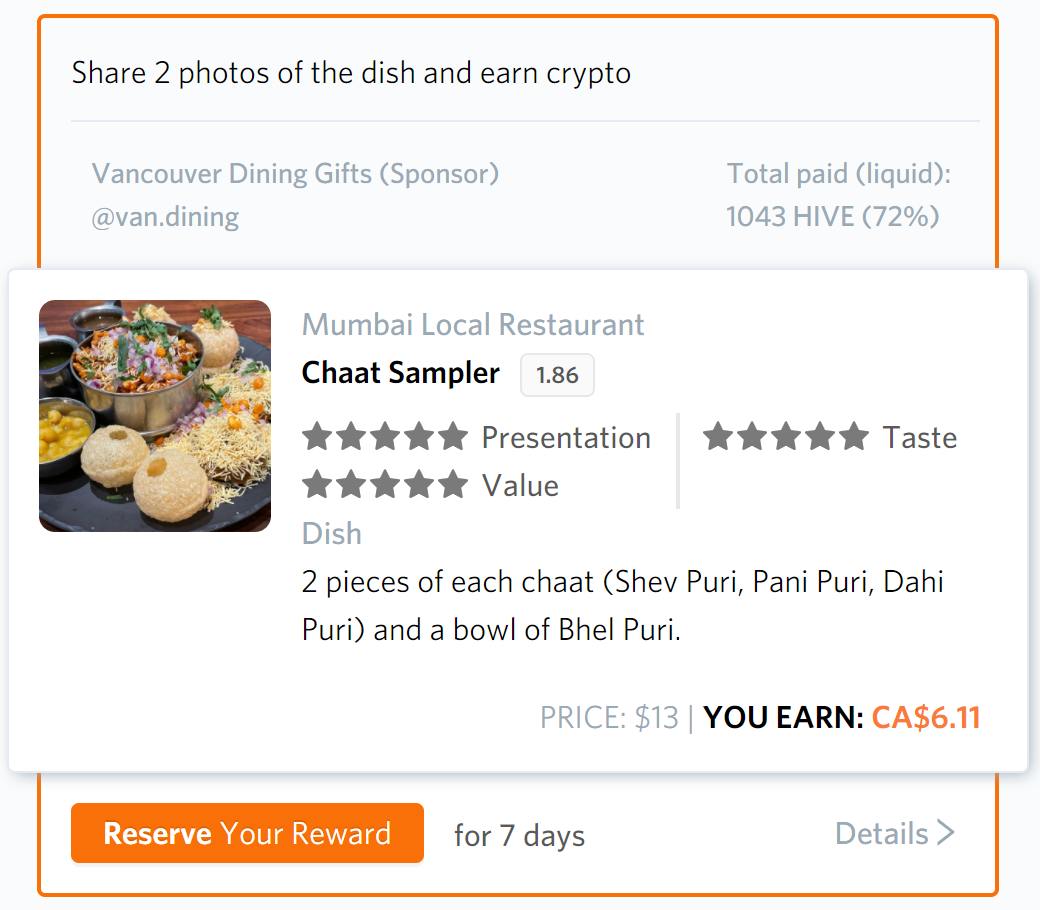 Share 2 photos of the dish and earn crypto
Vancouver Dining Gifts (Sponsor)
@van.dining
Total paid (liquid):
1043 HIVE (72%)
Mumbai Local Restaurant
Chaat Sampler 1.86
Presentation
Taste
Value
Dish
2 pieces of each chaat (Shev Puri, Pani Puri, Dahi
Puri) and a bowl of Bhel Puri.
PRICE: $13 | YOU EARN: CA$6.11
Reserve Your Reward for 7 days
Details